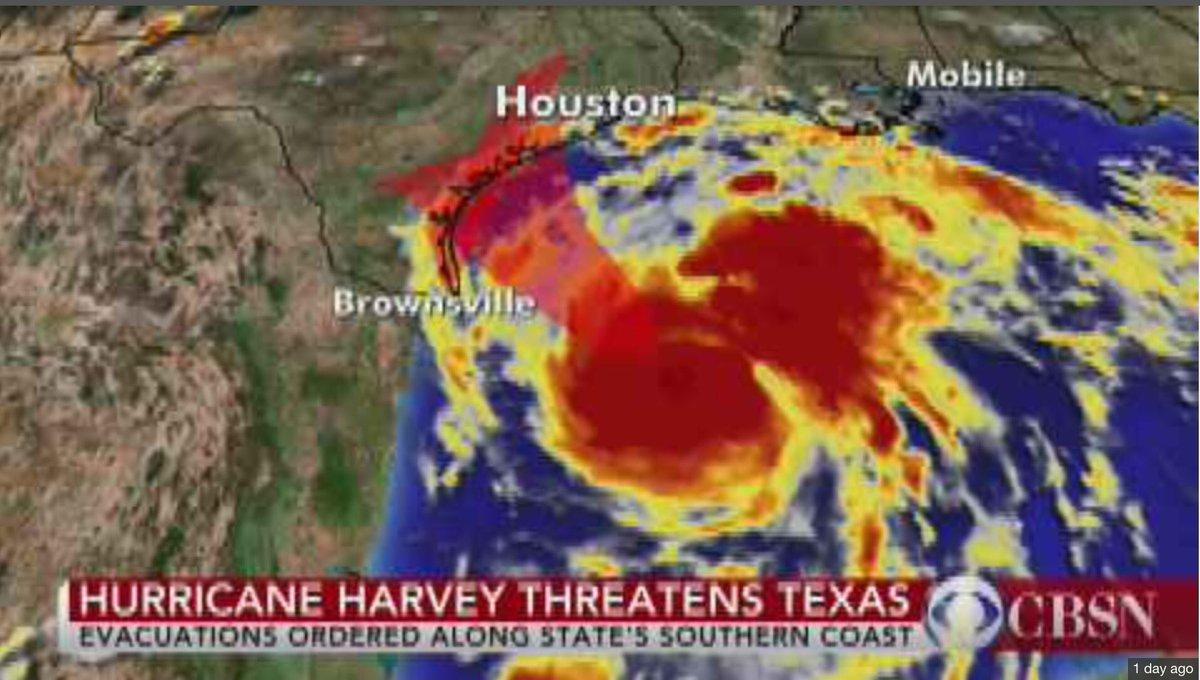 Houston
Mobile
Brownsville
HURRICANE HARVEY THREATENS TEXAS
EVACUATIONS ORDERED ALONG STATE'S SOUTHERN COAST
CBSN
1 day ago